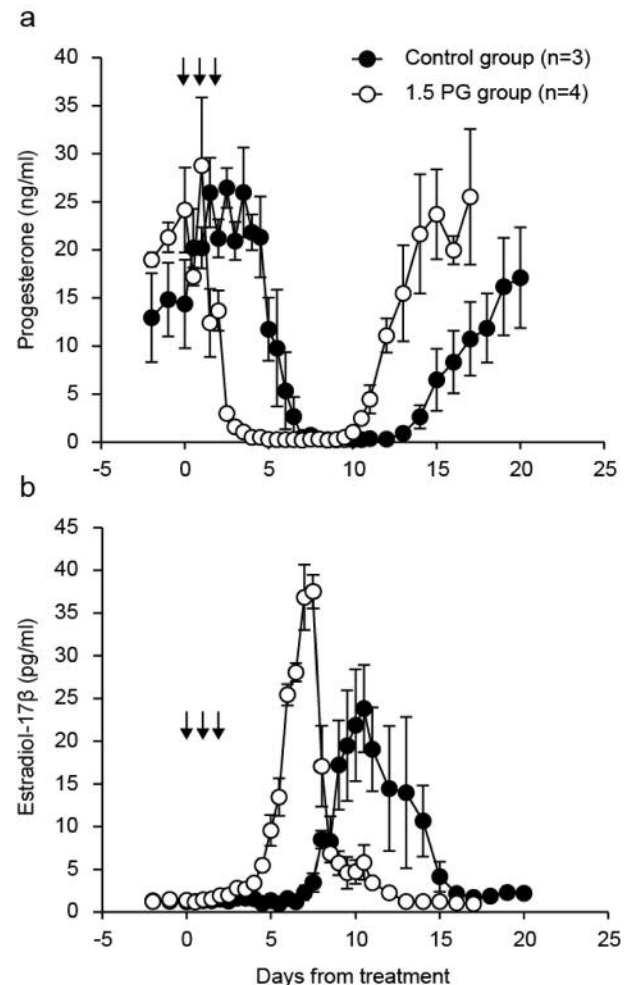 a
Control group (n=3)
1.5 PG group (n=4)
Progesterone (ng/ml)
40
35
30
25
20
15
10
5
0
-5 0 5 10 15 20 25
b
Estradiol-17β (pg/ml)
45
40
35
30
25
20
15
10
5
0
-5 0 5 10 15 20 25
Days from treatment